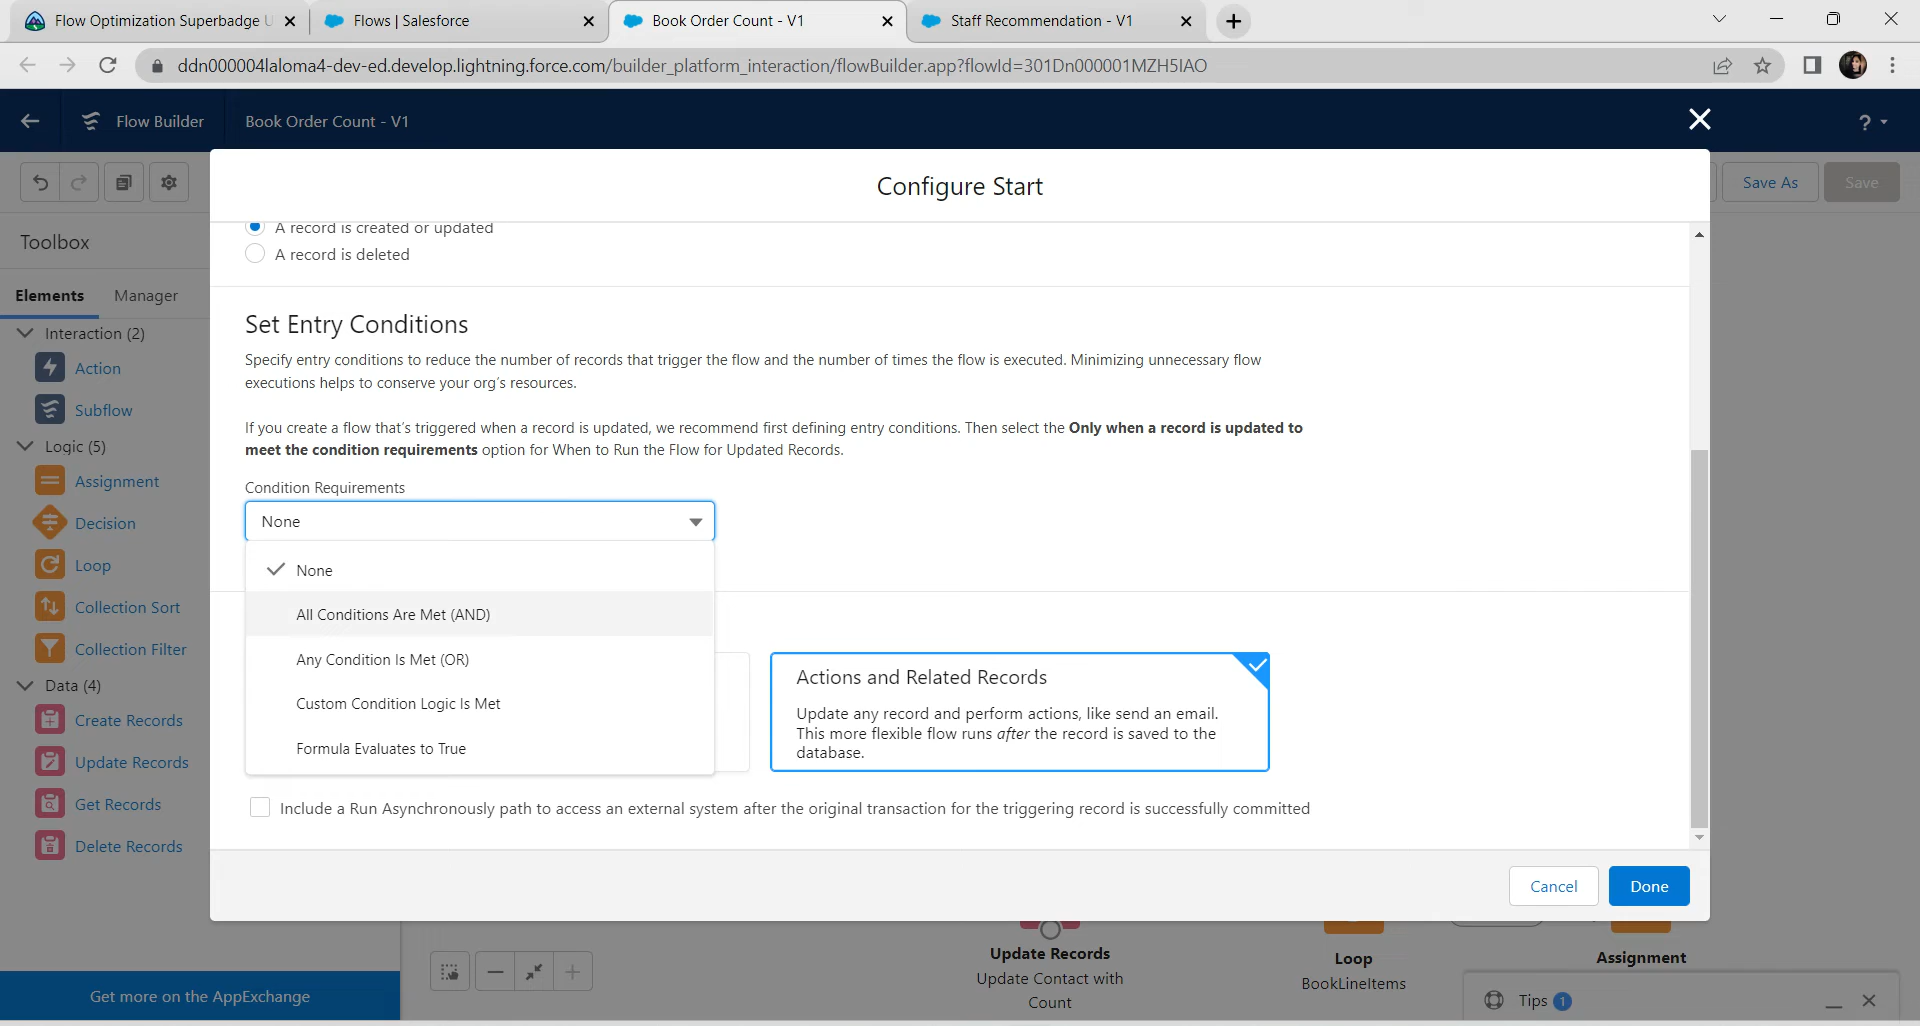 Flow Optimization Superbadge U
Flows | Salesforce
Book Order Count - V1
Staff Recommendation - V1
ddn000004laloma4-dev-ed.develop.lightning.force.com/builder_platform_interaction/flowBuilder.app?flowId=301Dn000001MZH5IAO
Flow Builder
Book Order Count - V1
?
Save As
Save
Configure Start
Toolbox
Elements
Manager
Interaction (2)
Action
Subflow
Logic (5)
Assignment
Decision
Loop
Collection Sort
Collection Filter
Data (4)
Create Records
Update Records
Get Records
Delete Records
Get more on the AppExchange
A record is created or updated
A record is deleted
Set Entry Conditions
Specify entry conditions to reduce the number of records that trigger the flow and the number of times the flow is executed. Minimizing unnecessary flow
executions helps to conserve your org's resources.
If you create a flow that's triggered when a record is updated, we recommend first defining entry conditions. Then select the Only when a record is updated to
meet the condition requirements option for When to Run the Flow for Updated Records.
Condition Requirements
None
None
All Conditions Are Met (AND)
Any Condition Is Met (OR)
Custom Condition Logic Is Met
Formula Evaluates to True
Actions and Related Records
Update any record and perform actions, like send an email.
This more flexible flow runs after the record is saved to the
database.
Include a Run Asynchronously path to access an external system after the original transaction for the triggering record is successfully committed
Cancel
Done
Update Records
Update Contact with
Count
Loop
BookLineItems
Assignment
Tips 1